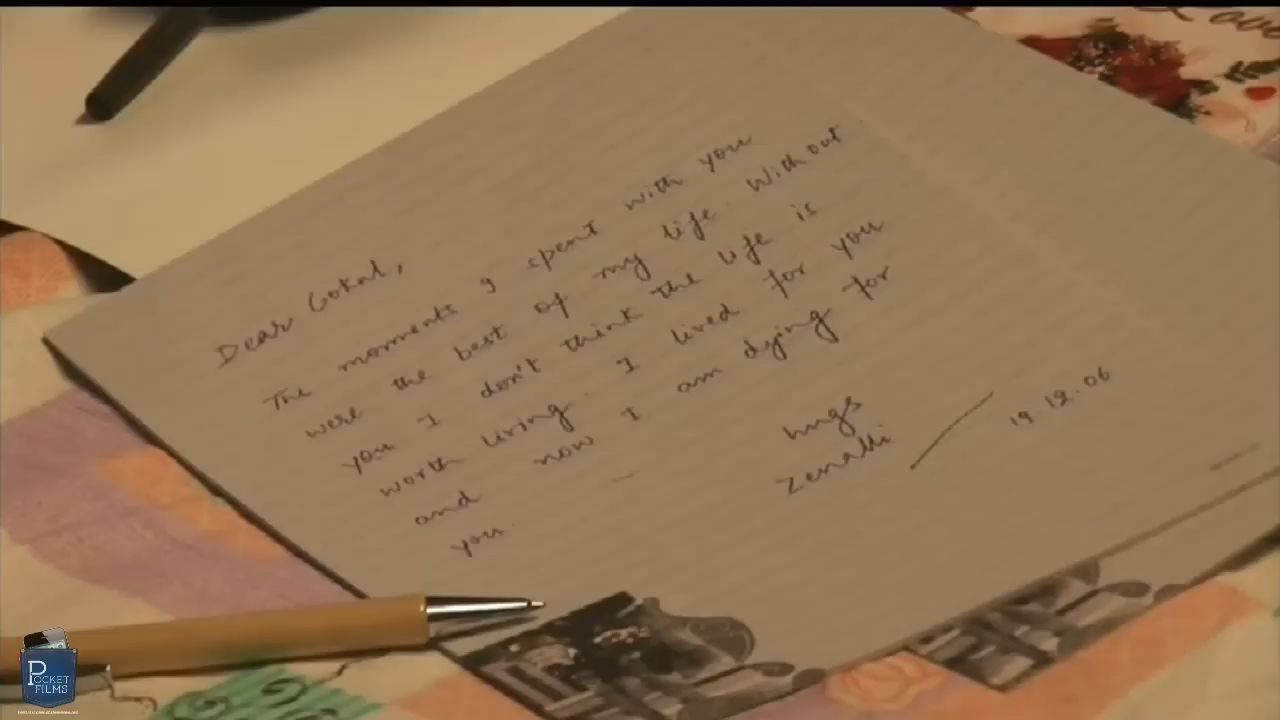 Love
Dear Gokul,
The moments I spent with you
were the best of my life. Without
you I don't think the life is
worth living. I lived for you
and now I am dying for
you.
hugs
19.12.06
POCKET
FILMS